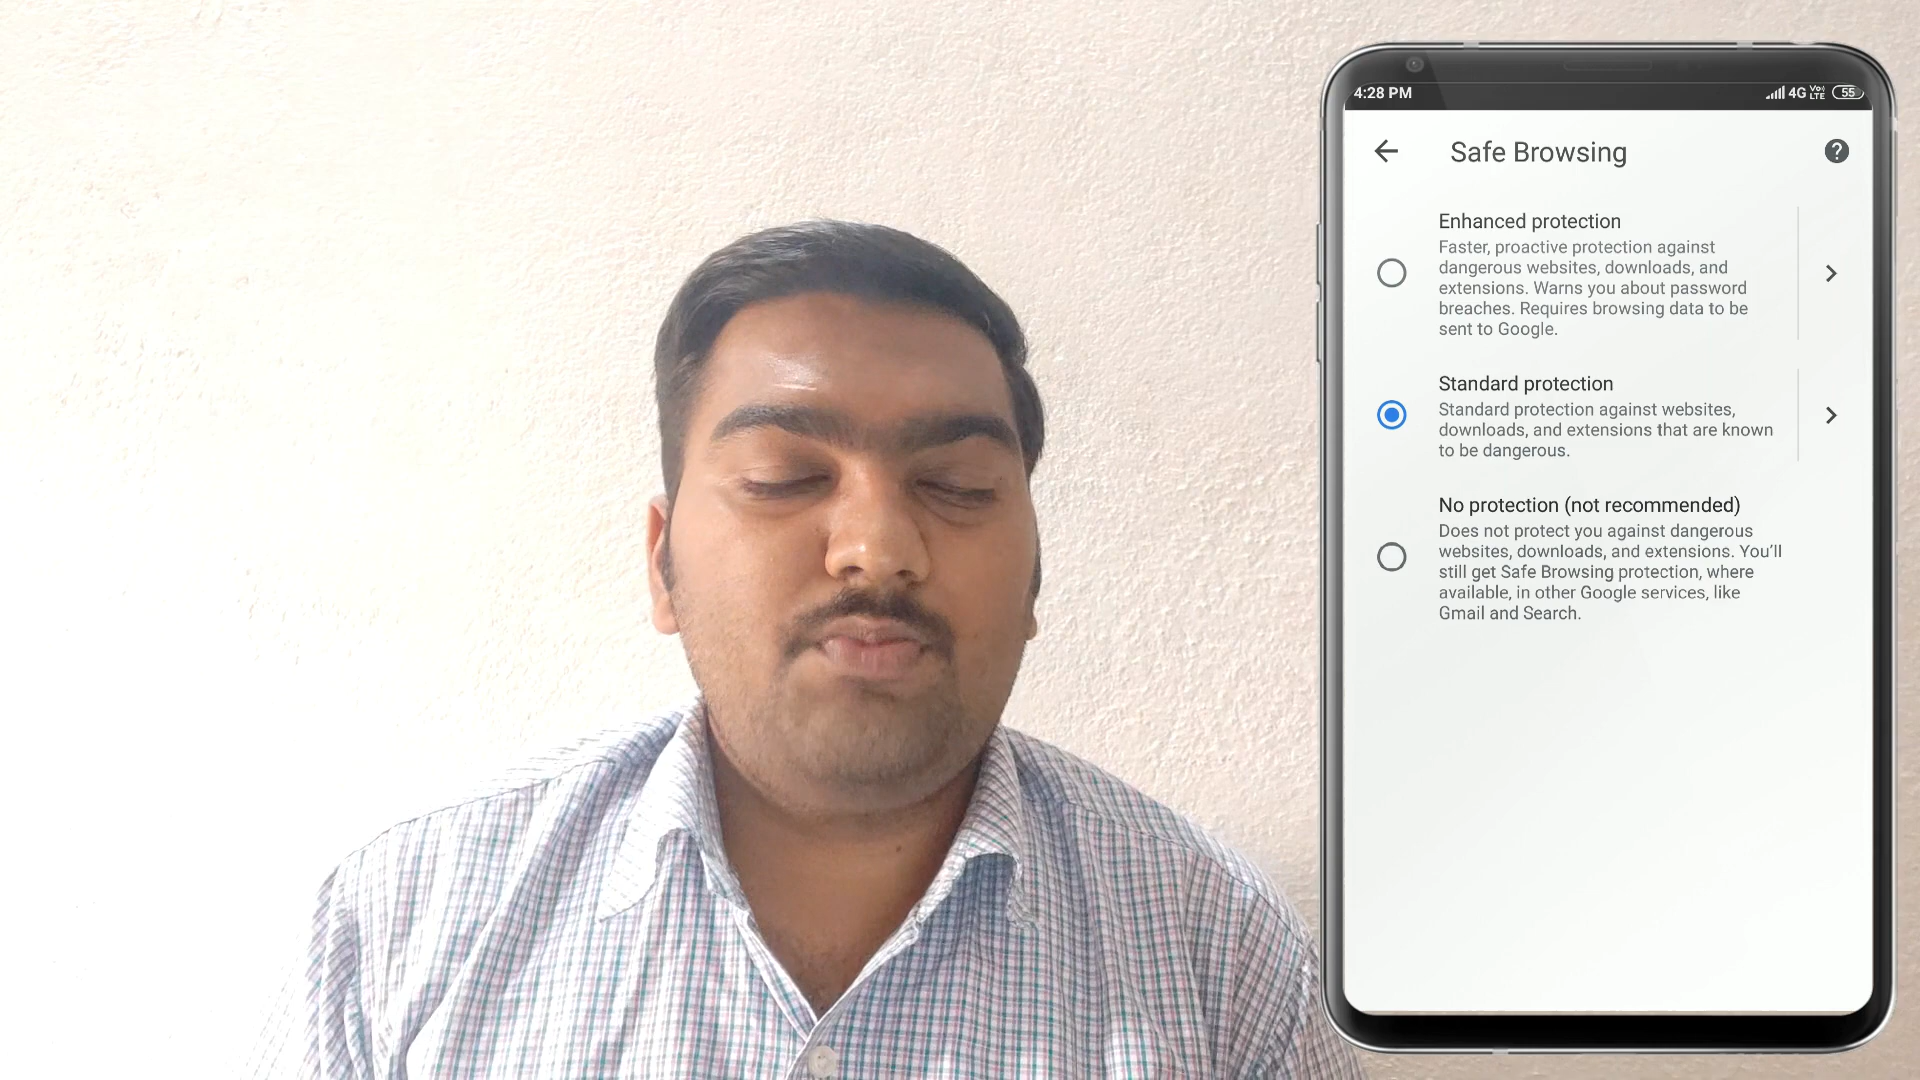 4:28 PM
4G Vo) LTE 55
Safe Browsing
Enhanced protection
Faster, proactive protection against
dangerous websites, downloads, and
extensions. Warns you about password
breaches. Requires browsing data to be
sent to Google.
Standard protection
Standard protection against websites,
downloads, and extensions that are known
to be dangerous.
No protection (not recommended)
Does not protect you against dangerous
websites, downloads, and extensions. You'll
still get Safe Browsing protection, where
available, in other Google services, like
Gmail and Search.